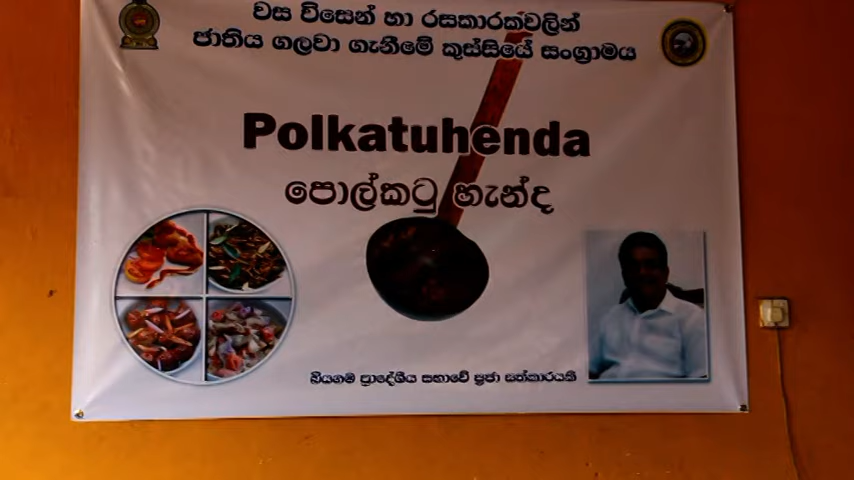 වස විසෙන් හා රසකාරකවලින්
ජාතිය ගලවා ගැනීමේ කුස්සියේ සංග්‍රාමය
Polkatuhenda
පොල්කටු හැන්ද
බියගම ප්‍රාදේශීය සභාවේ ප්‍රජා සත්කාරයකි